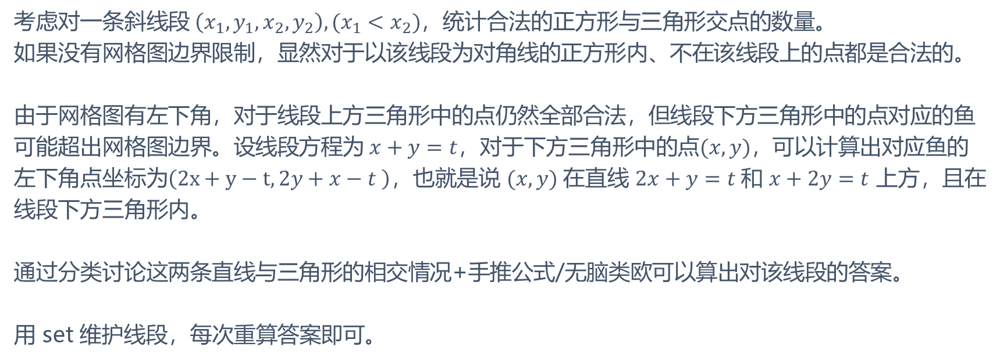 考虑对一条斜线段 (x₁, y₁, x₂, y₂), (x₁ < x₂)，统计合法的正方形与三角形交点的数量。
如果没有网格图边界限制，显然对于以该线段为对角线的正方形内、不在该线段上的点都是合法的。
由于网格图有左下角，对于线段上方三角形中的点仍然全部合法，但线段下方三角形中的点对应的鱼
可能超出网格图边界。设线段方程为 x + y = t，对于下方三角形中的点(x, y)，可以计算出对应鱼的
左下角点坐标为(2x + y − t, 2y + x − t )，也就是说 (x, y) 在直线 2x + y = t 和 x + 2y = t 上方，且在
线段下方三角形内。
通过分类讨论这两条直线与三角形的相交情况+手推公式/无脑类欧可以算出对该线段的答案。
用 set 维护线段，每次重算答案即可。